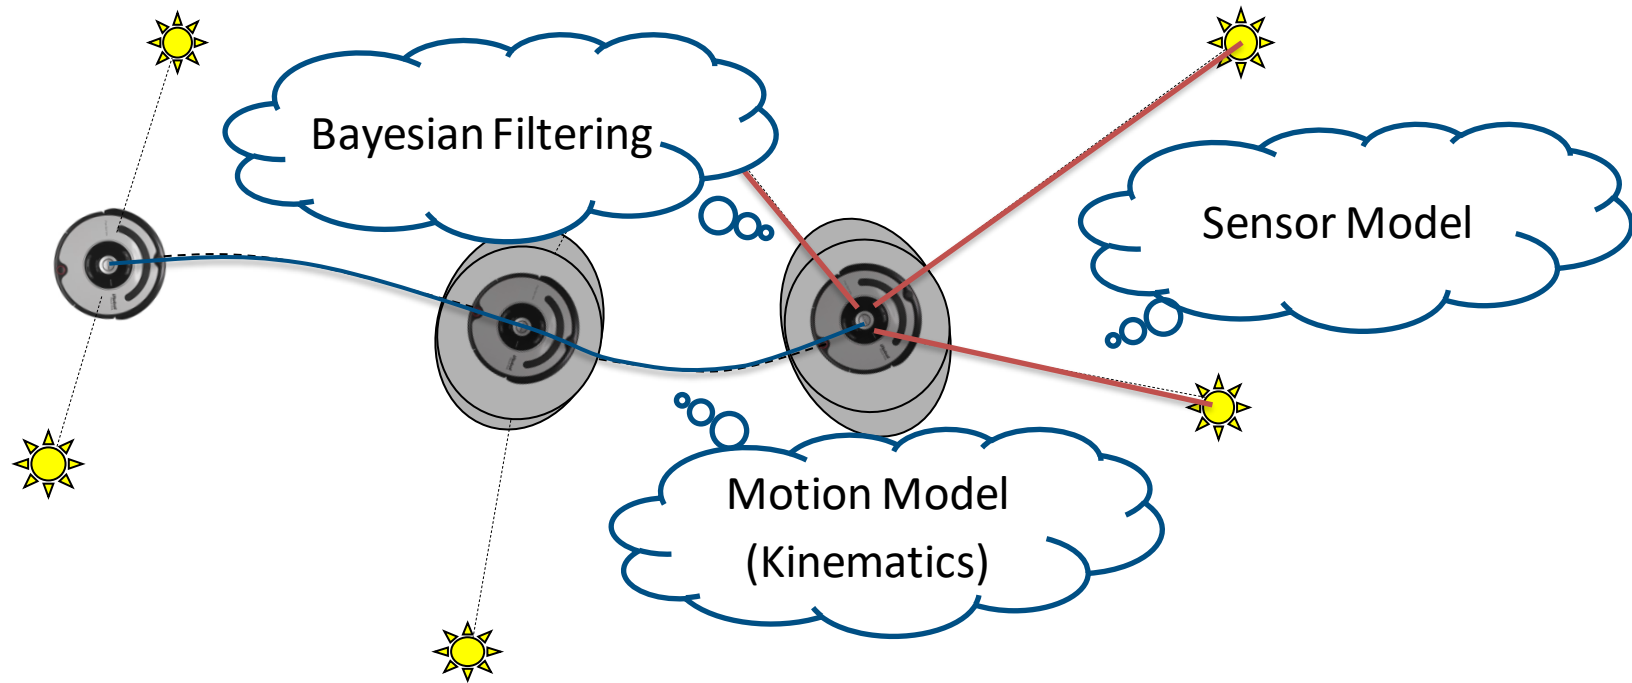 Bayesian Filtering
Sensor Model
Motion Model
(Kinematics)